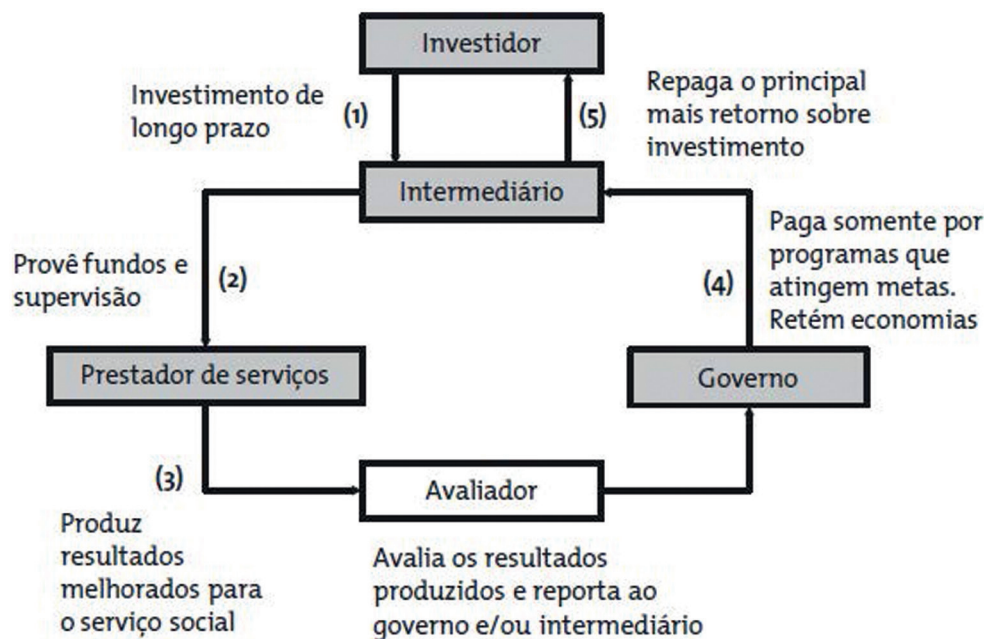 Investidor
Investimento de
longo prazo
(1)
(5)
Repaga o principal
mais retorno sobre
investimento
Intermediário
Provê fundos e
supervisão
(2)
(4)
Paga somente por
programas que
atingem metas.
Retém economias
Prestador de serviços
Governo
(3)
Produz
resultados
melhorados para
o serviço social
Avaliador
Avalia os resultados
produzidos e reporta ao
governo e/ou intermediário